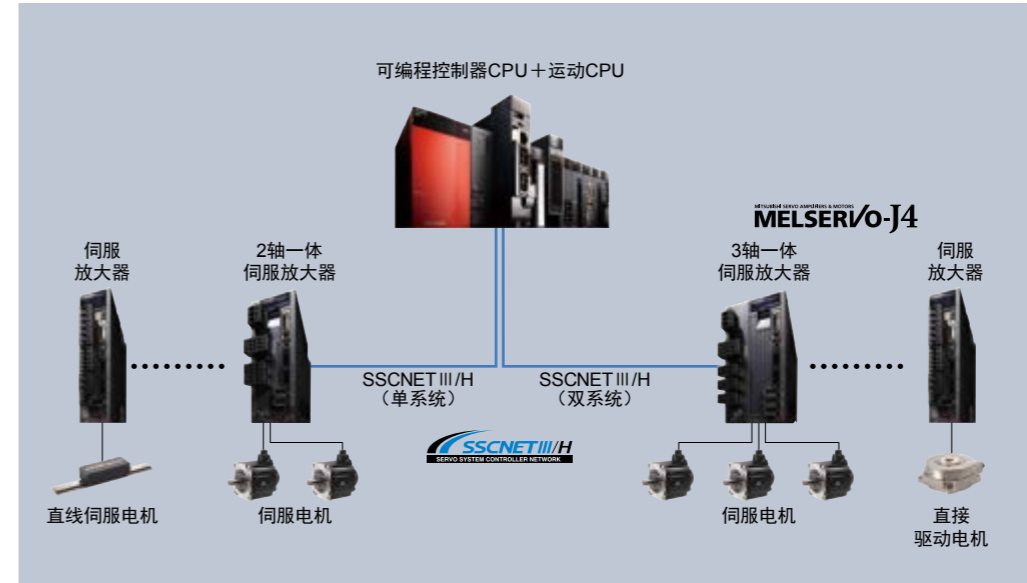 可编程控制器CPU＋运动CPU
MITSUBISHI SERVO AMPLIFIERS & MOTORS
MELSERVO-J4
伺服
放大器
2轴一体
伺服放大器
3轴一体
伺服放大器
伺服
放大器
SSCNETⅢ/H
（单系统）
SSCNETⅢ/H
（双系统）
SSCNETⅢ/H
SERVO SYSTEM CONTROLLER NETWORK
直线伺服电机
伺服电机
伺服电机
直接
驱动电机